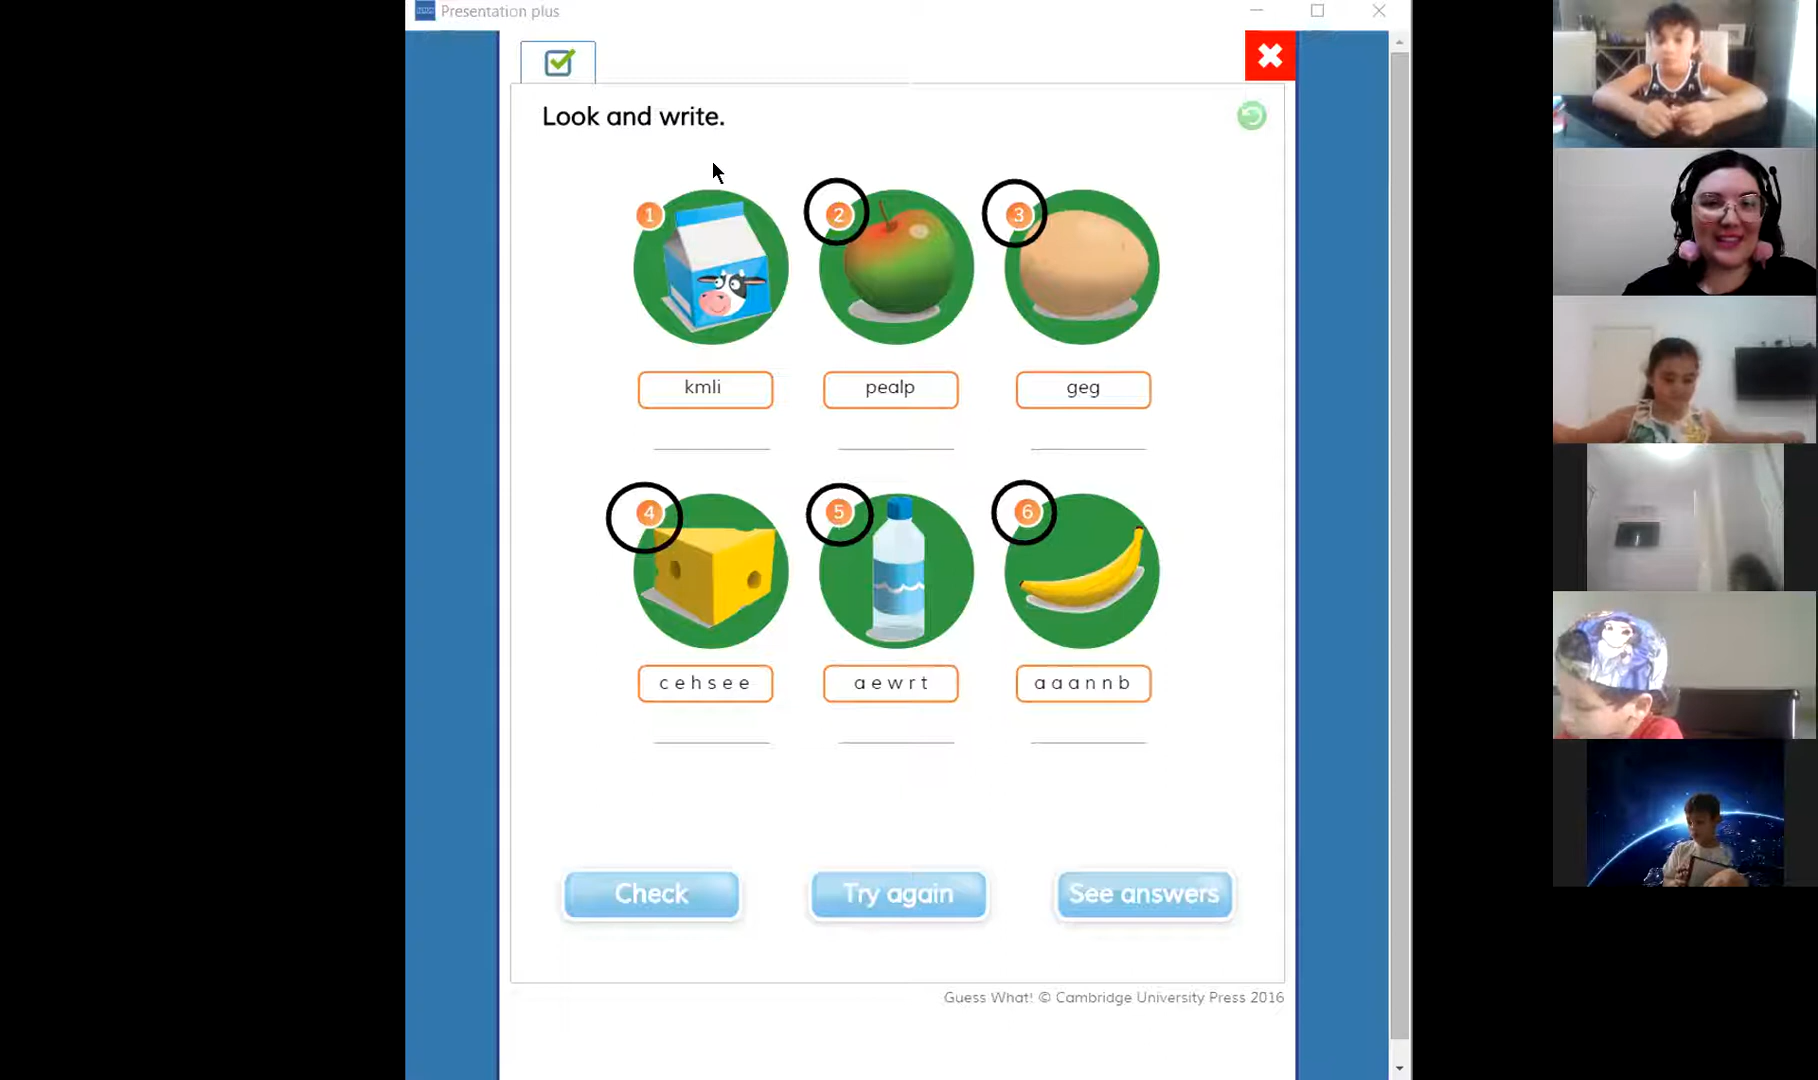 Presentation plus
Look and write.
1
2
3
kmli
pealp
geg
4
5
6
c e h s e e
a e w r t
a a a n n b
Check
Try again
See answers
Guess What! © Cambridge University Press 2016